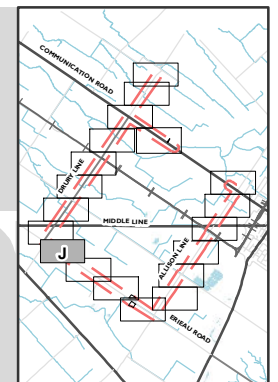 COMMUNICATION ROAD
DRURY LINE
MIDDLE LINE
J
ALLISON LINE
ERIEAU ROAD